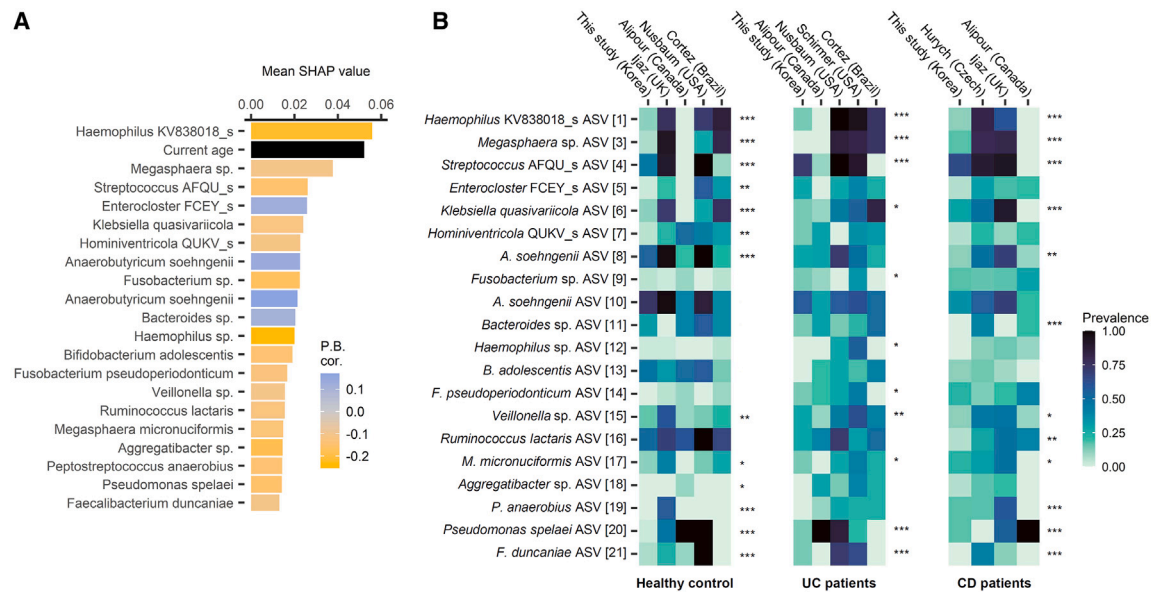 A
Mean SHAP value
0.00 0.02 0.04 0.06
Haemophilus KV838018_s
Current age
Megasphaera sp.
Streptococcus AFQU_s
Enterocloster FCEY_s
Klebsiella quasivariicola
Hominiventricola QUKV_s
Anaerobutyricum soehngenii
Fusobacterium sp.
Anaerobutyricum soehngenii
Bacteroides sp.
Haemophilus sp.
Bifidobacterium adolescentis
Fusobacterium pseudoperiodonticum
Veillonella sp.
Ruminococcus lactaris
Megasphaera micronuciformis
Aggregatibacter sp.
Peptostreptococcus anaerobius
Pseudomonas spelaei
Faecalibacterium duncaniae
P.B.
cor.
0.1
0.0
-0.1
-0.2
B
This study (Korea)
Ijaz (UK)
Alipour (Canada)
Nusbaum (USA)
Cortez (Brazil)
This study (Korea)
Alipour (Canada)
Nusbaum (USA)
Schirmer (USA)
Cortez (Brazil)
This study (Korea)
Hurych (Czech)
Ijaz (UK)
Alipour (Canada)
Haemophilus KV838018_s ASV [1] *** *** ***
Megasphaera sp. ASV [3] *** *** ***
Streptococcus AFQU_s ASV [4] *** *** ***
Enterocloster FCEY_s ASV [5] **
Klebsiella quasivariicola ASV [6] *** * ***
Hominiventricola QUKV_s ASV [7] **
A. soehngenii ASV [8] *** **
Fusobacterium sp. ASV [9] *
A. soehngenii ASV [10]
Bacteroides sp. ASV [11] ***
Haemophilus sp. ASV [12] *
B. adolescentis ASV [13]
F. pseudoperiodonticum ASV [14] *
Veillonella sp. ASV [15] ** ** *
Ruminococcus lactaris ASV [16] **
M. micronuciformis ASV [17] * * *
Aggregatibacter sp. ASV [18] *
P. anaerobius ASV [19] *** ***
Pseudomonas spelaei ASV [20] *** *** ***
F. duncaniae ASV [21] *** *** ***
Healthy control
UC patients
CD patients
Prevalence
1.00
0.75
0.50
0.25
0.00